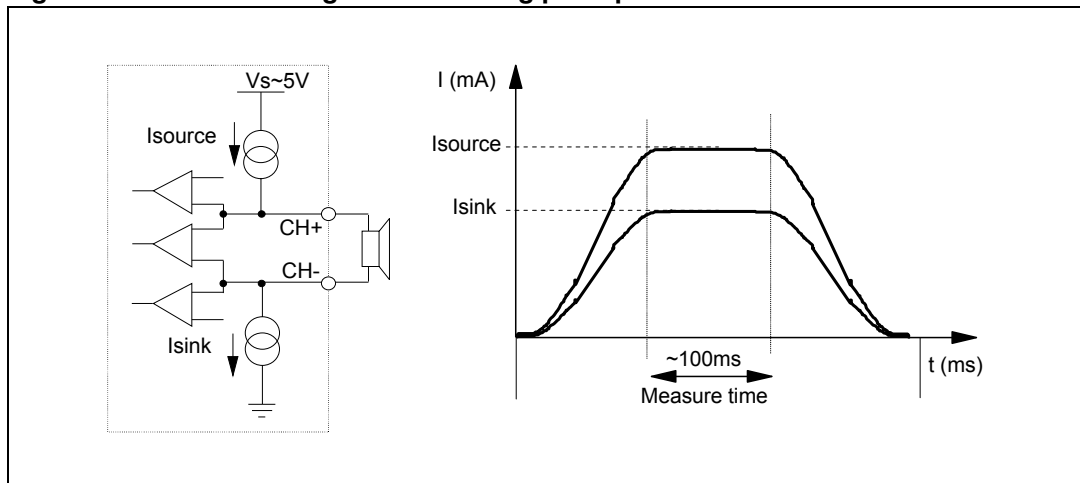 Vs~5V
Isource
CH+
CH-
Isink
I (mA)
Isource
Isink
~100ms
Measure time
t (ms)